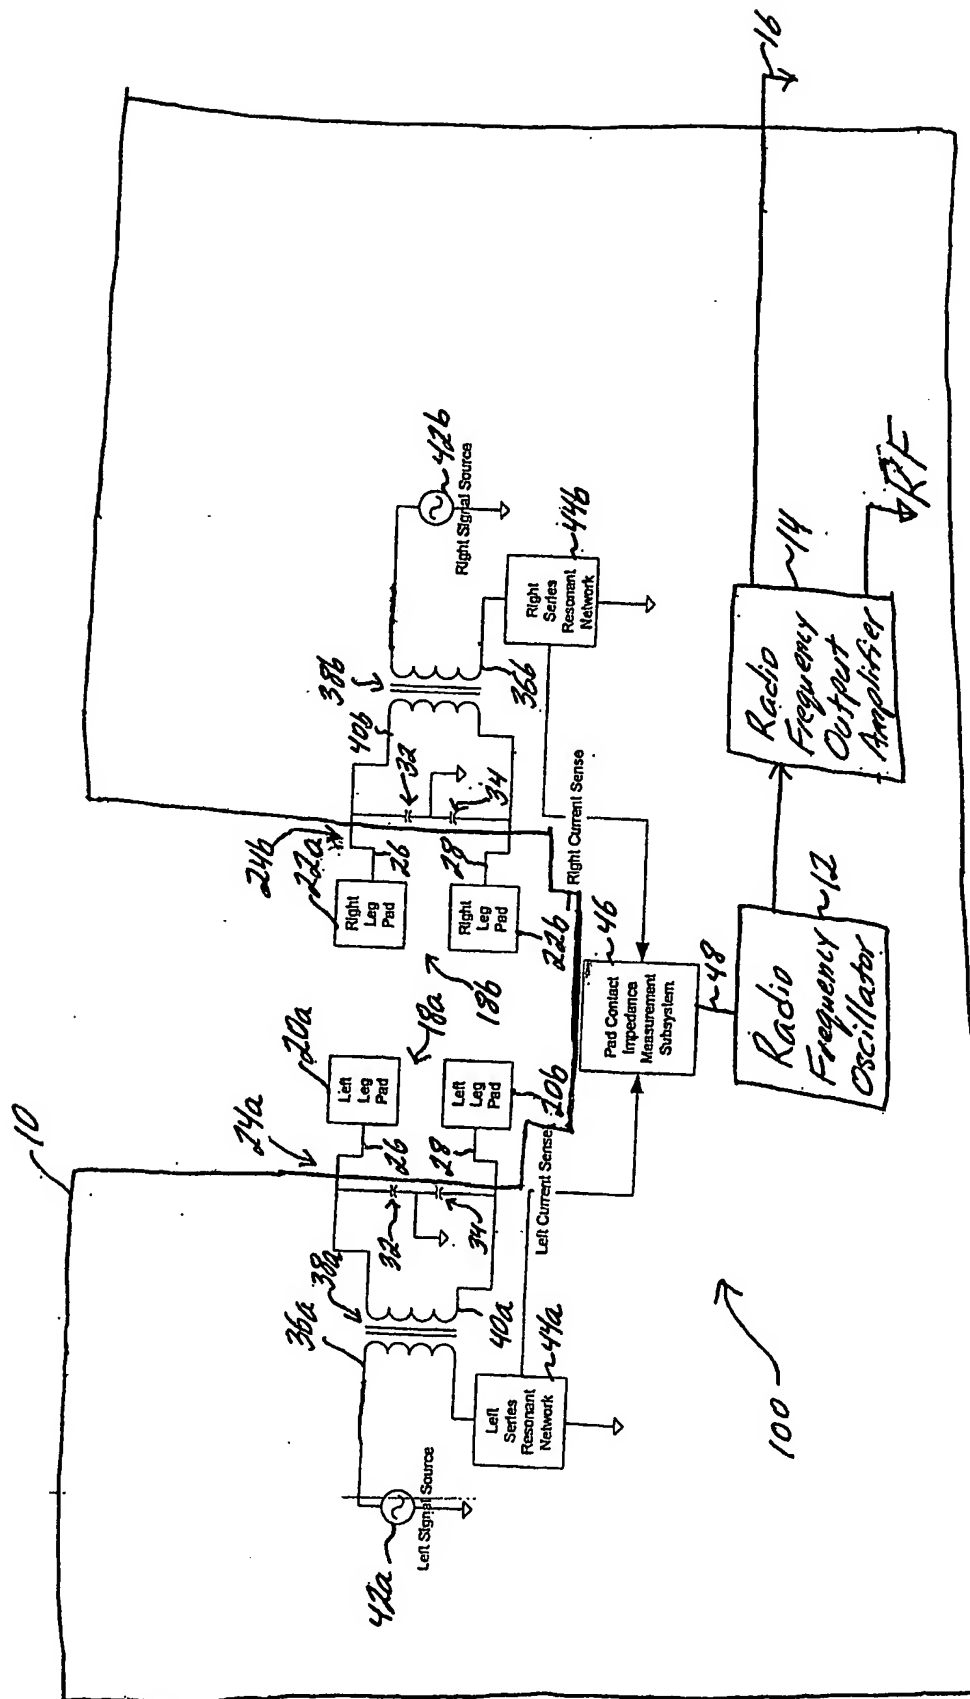 10
24a
20a
18a
18b
24b
22a
40b
38b
32
34
26
28
Right
Leg
Pad
Right
Leg
Pad
22b
Left
Leg
Pad
Left
Leg
Pad
20b
26
28
32
34
36a
38a
40a
42a
Left Signal Source
Left
Series
Resonant
Network
44a
Left Current Sense
42b
Right Signal Source
36b
Right
Series
Resonant
Network
44b
Right Current Sense
Pad Contact
Impedance
Measurement
Subsystem
46
48
Radio
Frequency
Oscillator
12
Radio
Frequency
Output
Amplifier
14
RF
16
100